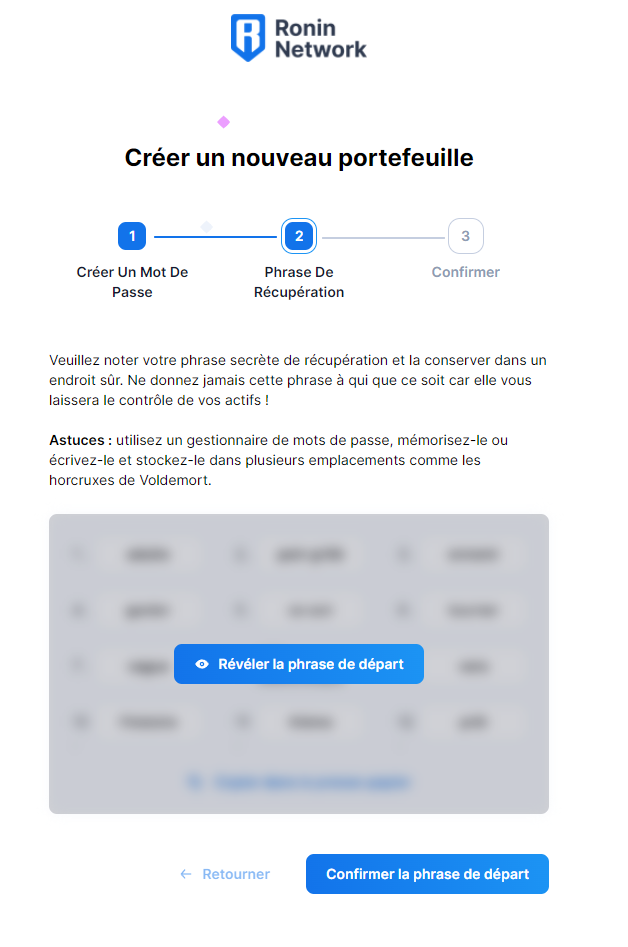 Ronin
Network
Créer un nouveau portefeuille
1
2
3
Créer Un Mot De
Passe
Phrase De
Récupération
Confirmer
Veuillez noter votre phrase secrète de récupération et la conserver dans un
endroit sûr. Ne donnez jamais cette phrase à qui que ce soit car elle vous
laissera le contrôle de vos actifs !
Astuces : utilisez un gestionnaire de mots de passe, mémorisez-le ou
écrivez-le et stockez-le dans plusieurs emplacements comme les
horcruxes de Voldemort.
Révéler la phrase de départ
← Retourner
Confirmer la phrase de départ